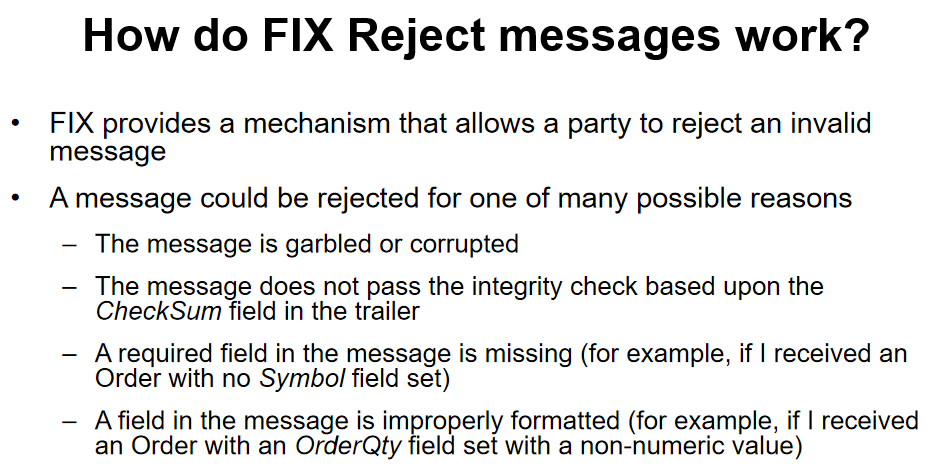 How do FIX Reject messages work?
• FIX provides a mechanism that allows a party to reject an invalid
message
• A message could be rejected for one of many possible reasons
– The message is garbled or corrupted
– The message does not pass the integrity check based upon the
CheckSum field in the trailer
– A required field in the message is missing (for example, if I received an
Order with no Symbol field set)
– A field in the message is improperly formatted (for example, if I received
an Order with an OrderQty field set with a non-numeric value)